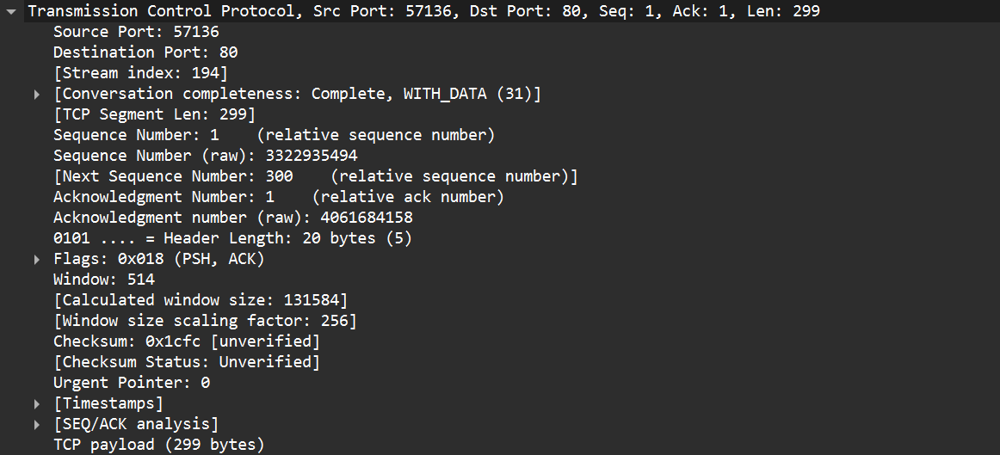 Transmission Control Protocol, Src Port: 57136, Dst Port: 80, Seq: 1, Ack: 1, Len: 299
Source Port: 57136
Destination Port: 80
[Stream index: 194]
[Conversation completeness: Complete, WITH_DATA (31)]
[TCP Segment Len: 299]
Sequence Number: 1    (relative sequence number)
Sequence Number (raw): 3322935494
[Next Sequence Number: 300    (relative sequence number)]
Acknowledgment Number: 1    (relative ack number)
Acknowledgment number (raw): 4061684158
0101 .... = Header Length: 20 bytes (5)
Flags: 0x018 (PSH, ACK)
Window: 514
[Calculated window size: 131584]
[Window size scaling factor: 256]
Checksum: 0x1cfc [unverified]
[Checksum Status: Unverified]
Urgent Pointer: 0
[Timestamps]
[SEQ/ACK analysis]
TCP payload (299 bytes)